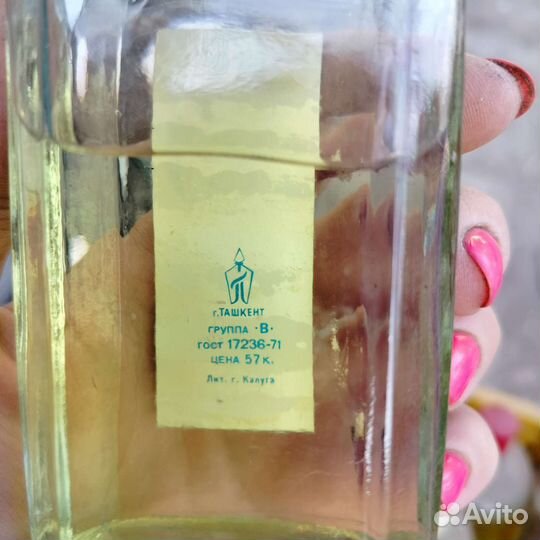 г. ТАШКЕНТ
ГРУППА "В"
ГОСТ 17236-71
ЦЕНА 57 к.
Лит. г. Калуга
Avito